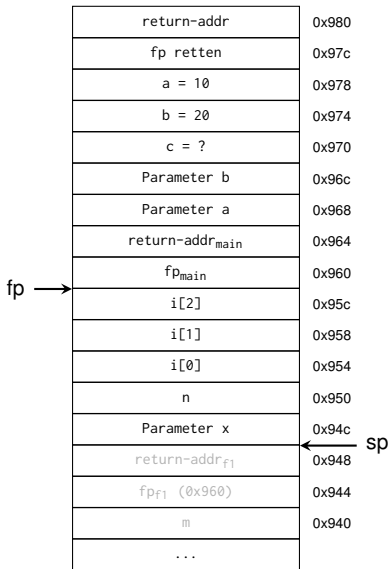 return-addr 0x980
fp retten 0x97c
a = 10 0x978
b = 20 0x974
c = ? 0x970
Parameter b 0x96c
Parameter a 0x968
return-addrmain 0x964
fpmain 0x960
fp
i[2] 0x95c
i[1] 0x958
i[0] 0x954
n 0x950
Parameter x 0x94c
sp
return-addrf1 0x948
fpf1 (0x960) 0x944
m 0x940
...